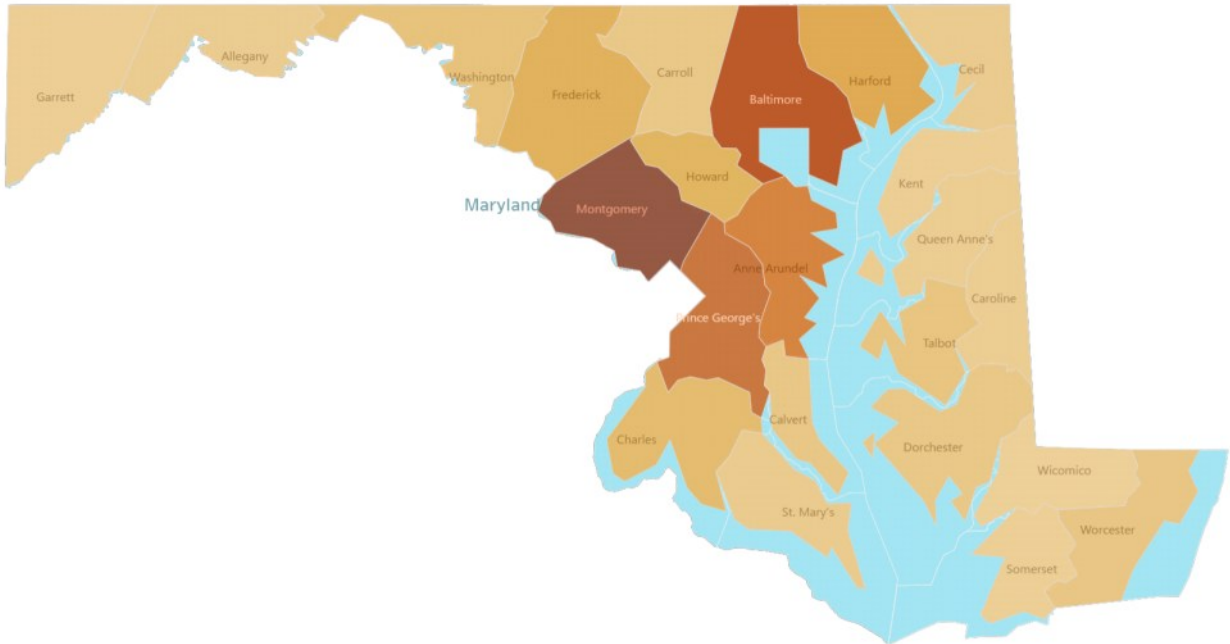 Allegany
Garrett
Washington
Frederick
Carroll
Baltimore
Harford
Cecil
Maryland
Montgomery
Howard
Kent
Queen Anne's
Anne Arundel
Caroline
Prince George's
Talbot
Calvert
Charles
Dorchester
Wicomico
St. Mary's
Worcester
Somerset